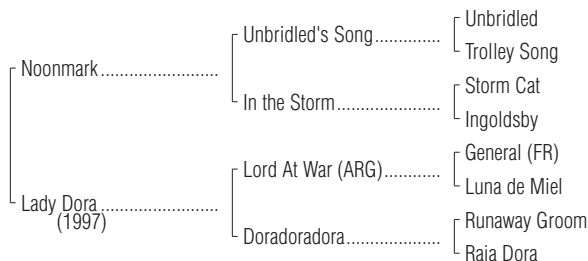 Unbridled
Unbridled's Song
Trolley Song
Noonmark
Storm Cat
In the Storm
Ingoldsby
General (FR)
Lord At War (ARG)
Luna de Miel
Lady Dora
(1997)
Runaway Groom
Doradoradora
Raja Dora